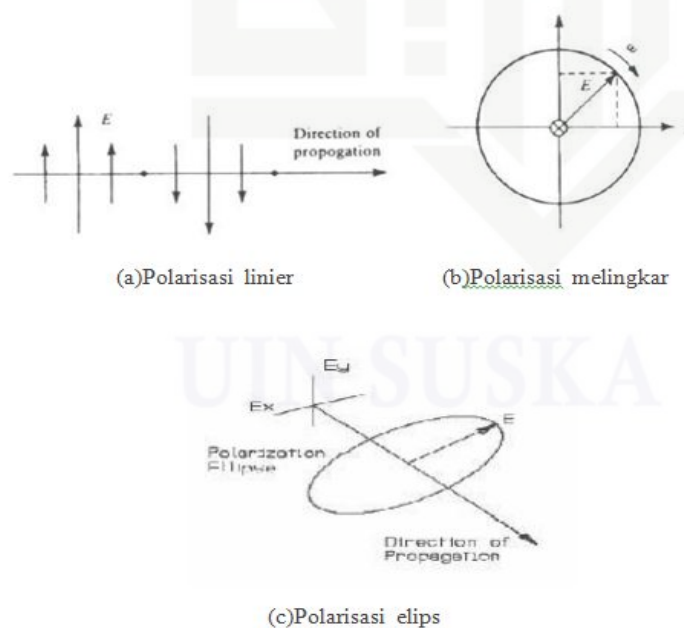 E
Direction of
propogation
(a)Polarisasi linier
ω
E
(b)Polarisasi melingkar
UIN SUSKA
Ey
Ex
E
Polarization
Ellipse
Direction of
Propagation
(c)Polarisasi elips